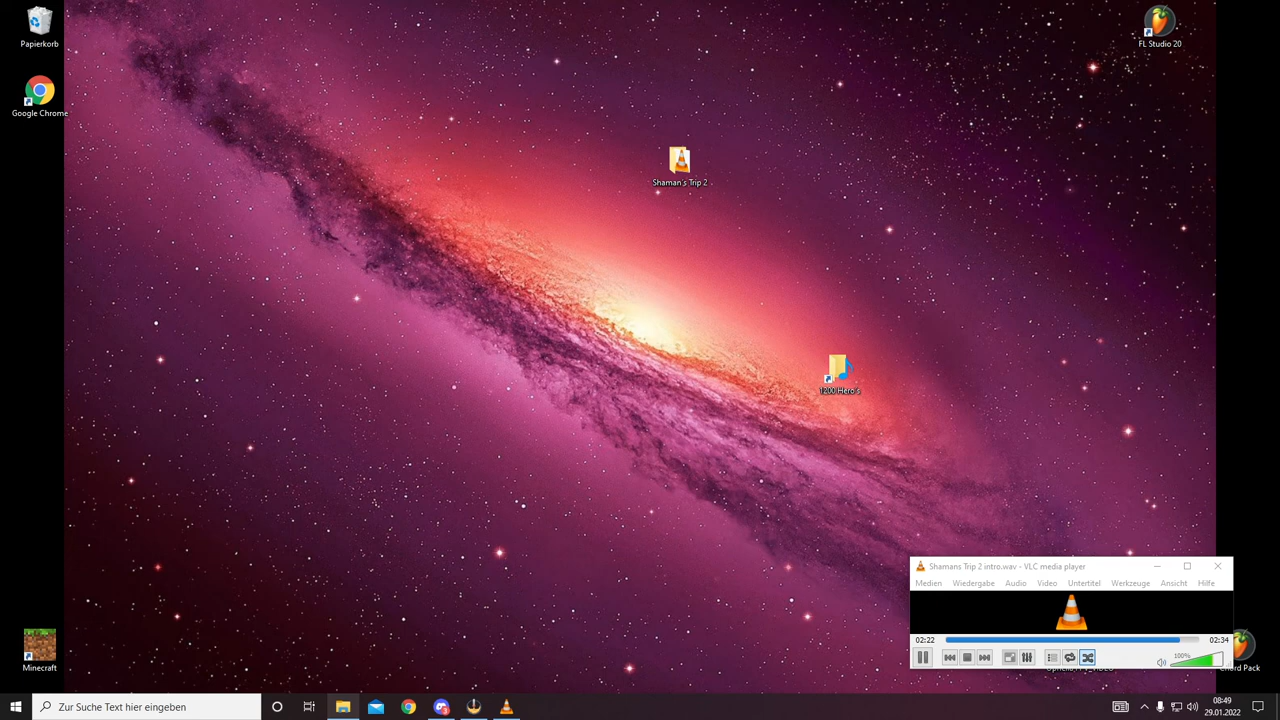 Papierkorb
FL Studio 20
Google Chrome
Shaman's Trip 2
1200 Hero's
Shamans Trip 2 intro.wav - VLC media player
Medien Wiedergabe Audio Video Untertitel Werkzeuge Ansicht Hilfe
02:22 02:34
100%
Minecraft
Chord Pack
Zur Suche Text hier eingeben
08:49
29.01.2022